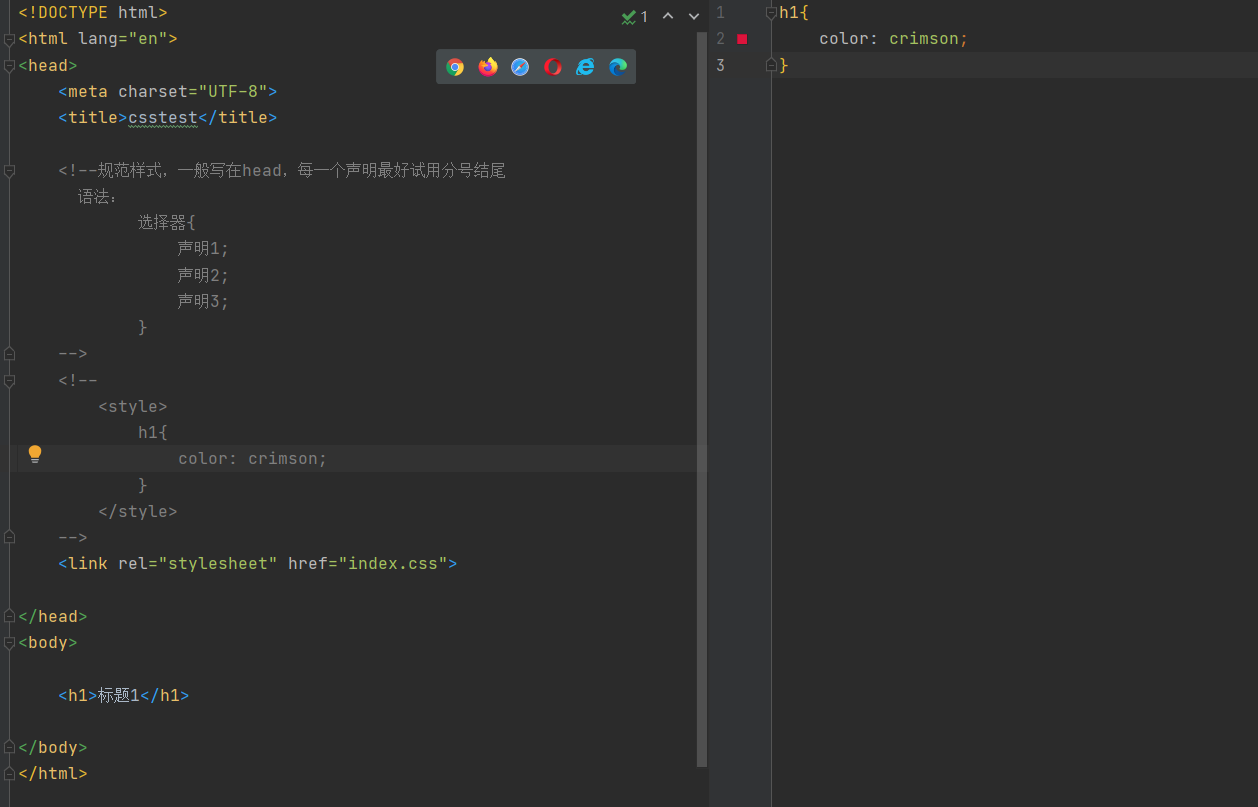 <!DOCTYPE html>
<html lang="en">
<head>
    <meta charset="UTF-8">
    <title>csstest</title>
    <!--规范样式，一般写在head，每一个声明最好试用分号结尾
      语法：
            选择器{
                声明1;
                声明2;
                声明3;
            }
    -->
    <!--
        <style>
            h1{
                color: crimson;
            }
        </style>
    -->
    <link rel="stylesheet" href="index.css">
</head>
<body>
    <h1>标题1</h1>
</body>
</html>
1
1 h1{
2     color: crimson;
3 }